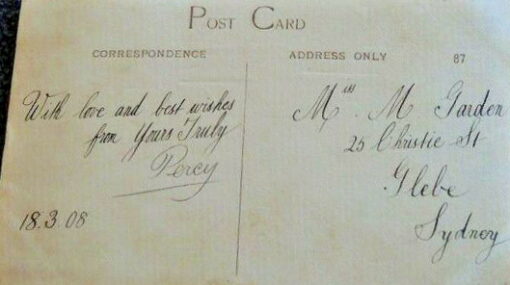 POST CARD
CORRESPONDENCE
ADDRESS ONLY 87
With love and best wishes
from Yours Truly
Percy
18.3.08
Miss. M Garden
25 Christie St
Glebe
Sydney